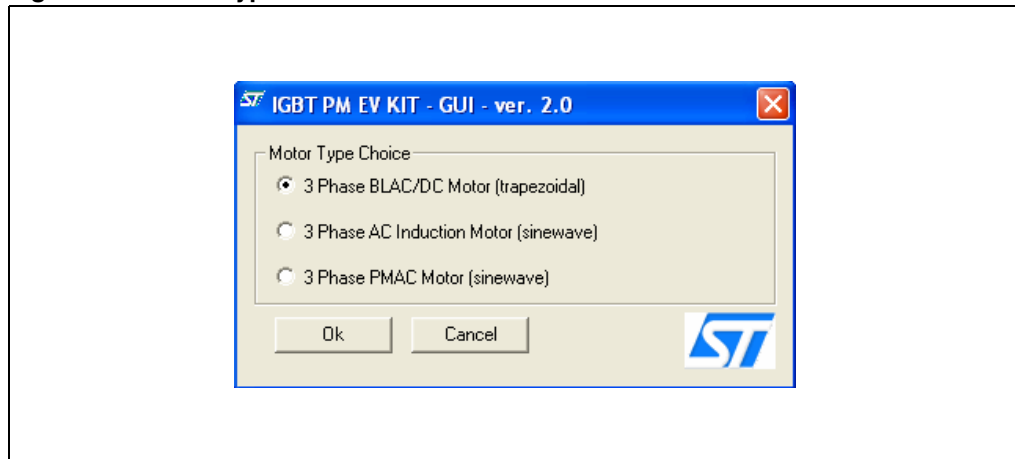 IGBT PM EV KIT - GUI - ver. 2.0
Motor Type Choice
3 Phase BLAC/DC Motor (trapezoidal)
3 Phase AC Induction Motor (sinewave)
3 Phase PMAC Motor (sinewave)
Ok Cancel
ST